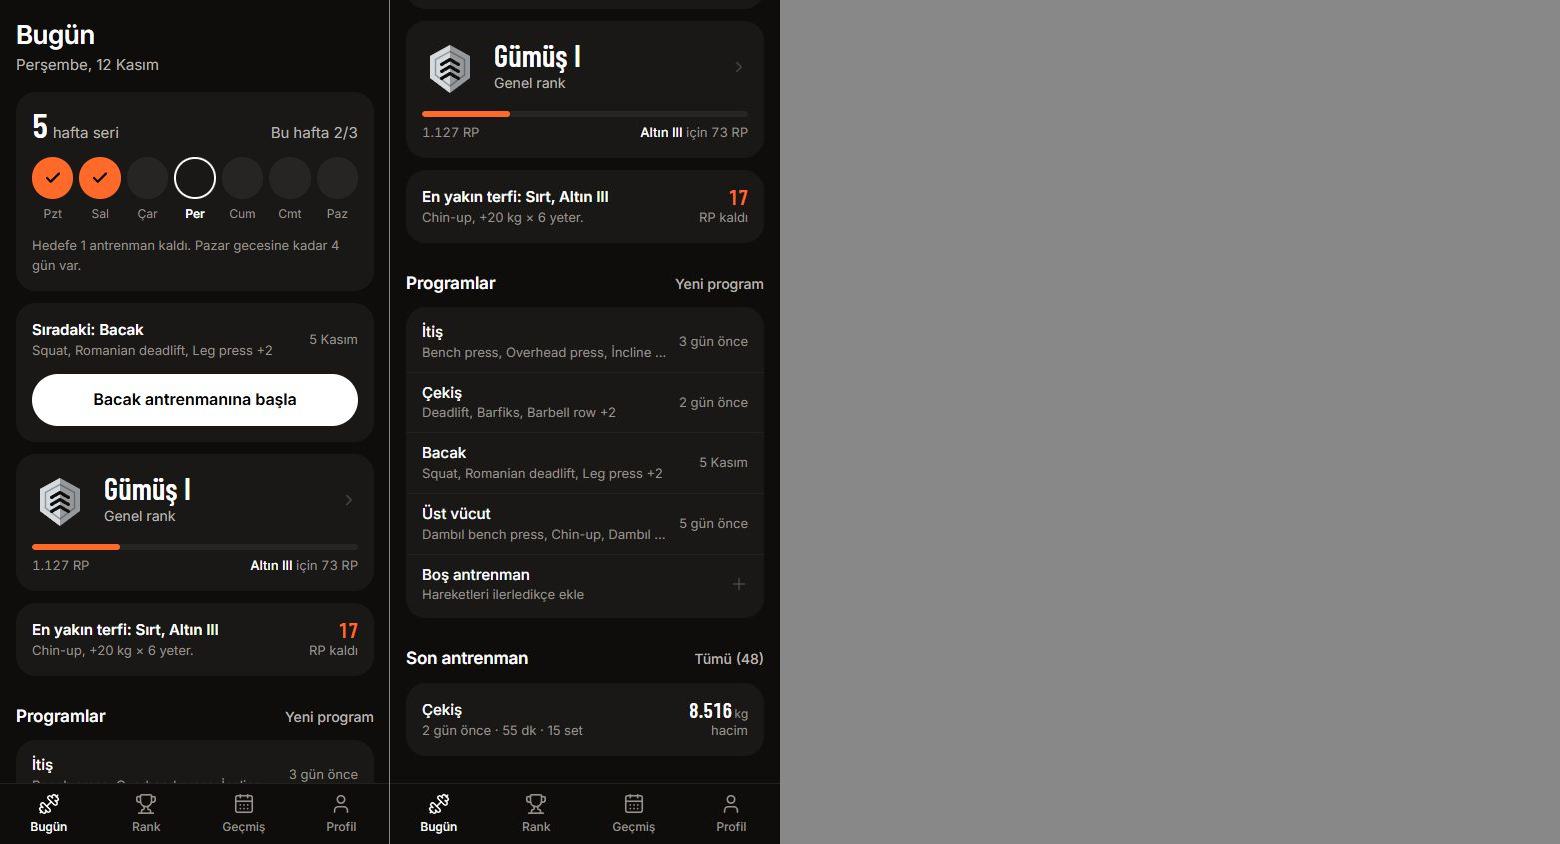 Bugün
Perşembe, 12 Kasım
5 hafta seri
Bu hafta 2/3
Pzt Sal Çar Per Cum Cmt Paz
Hedefe 1 antrenman kaldı. Pazar gecesine kadar 4
gün var.
Sıradaki: Bacak
Squat, Romanian deadlift, Leg press +2
5 Kasım
Bacak antrenmanına başla
Gümüş I
Genel rank
1.127 RP
Altın III için 73 RP
En yakın terfi: Sırt, Altın III
Chin-up, +20 kg × 6 yeter.
17
RP kaldı
Programlar
Yeni program
İtiş
3 gün önce
Bugün Rank Geçmiş Profil
Gümüş I
Genel rank
1.127 RP
Altın III için 73 RP
En yakın terfi: Sırt, Altın III
Chin-up, +20 kg × 6 yeter.
17
RP kaldı
Programlar
Yeni program
İtiş
Bench press, Overhead press, İncline ...
3 gün önce
Çekiş
Deadlift, Barfiks, Barbell row +2
2 gün önce
Bacak
Squat, Romanian deadlift, Leg press +2
5 Kasım
Üst vücut
Dambıl bench press, Chin-up, Dambıl ...
5 gün önce
Boş antrenman
Hareketleri ilerledikçe ekle
Son antrenman
Tümü (48)
Çekiş
2 gün önce · 55 dk · 15 set
8.516 kg
hacim
Bugün Rank Geçmiş Profil